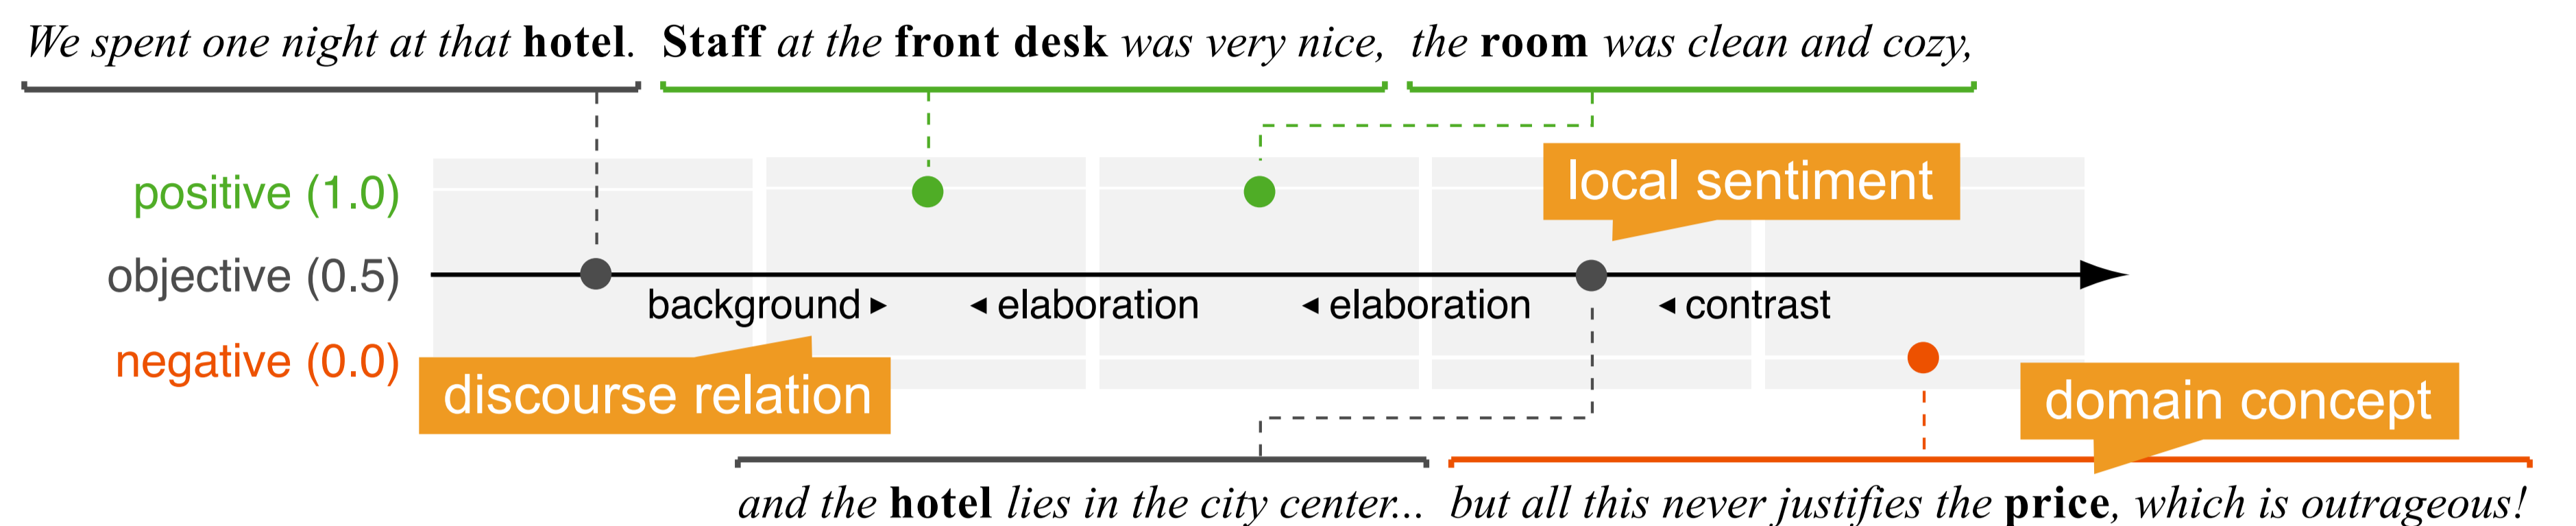 We spent one night at that hotel. Staff at the front desk was very nice, the room was clean and cozy,
local sentiment
positive (1.0)
objective (0.5)
background ▸ ◂ elaboration ◂ elaboration ◂ contrast
negative (0.0)
discourse relation
domain concept
and the hotel lies in the city center... but all this never justifies the price, which is outrageous!